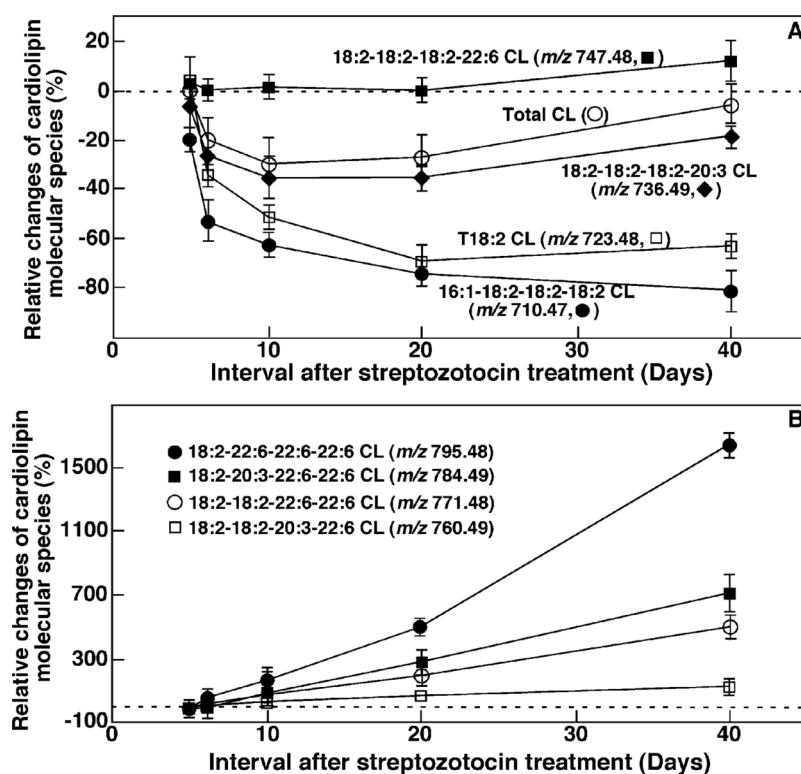 A
Relative changes of cardiolipin
molecular species (%)
20
0
-20
-40
-60
-80
18:2-18:2-18:2-22:6 CL (m/z 747.48, ■)
Total CL (○)
18:2-18:2-18:2-20:3 CL
(m/z 736.49, ◆)
T18:2 CL (m/z 723.48, □)
16:1-18:2-18:2-18:2 CL
(m/z 710.47, ●)
0 10 20 30 40
Interval after streptozotocin treatment (Days)
B
Relative changes of cardiolipin
molecular species (%)
1500
1100
700
300
-100
● 18:2-22:6-22:6-22:6 CL (m/z 795.48)
■ 18:2-20:3-22:6-22:6 CL (m/z 784.49)
○ 18:2-18:2-22:6-22:6 CL (m/z 771.48)
□ 18:2-18:2-20:3-22:6 CL (m/z 760.49)
0 10 20 30 40
Interval after streptozotocin treatment (Days)